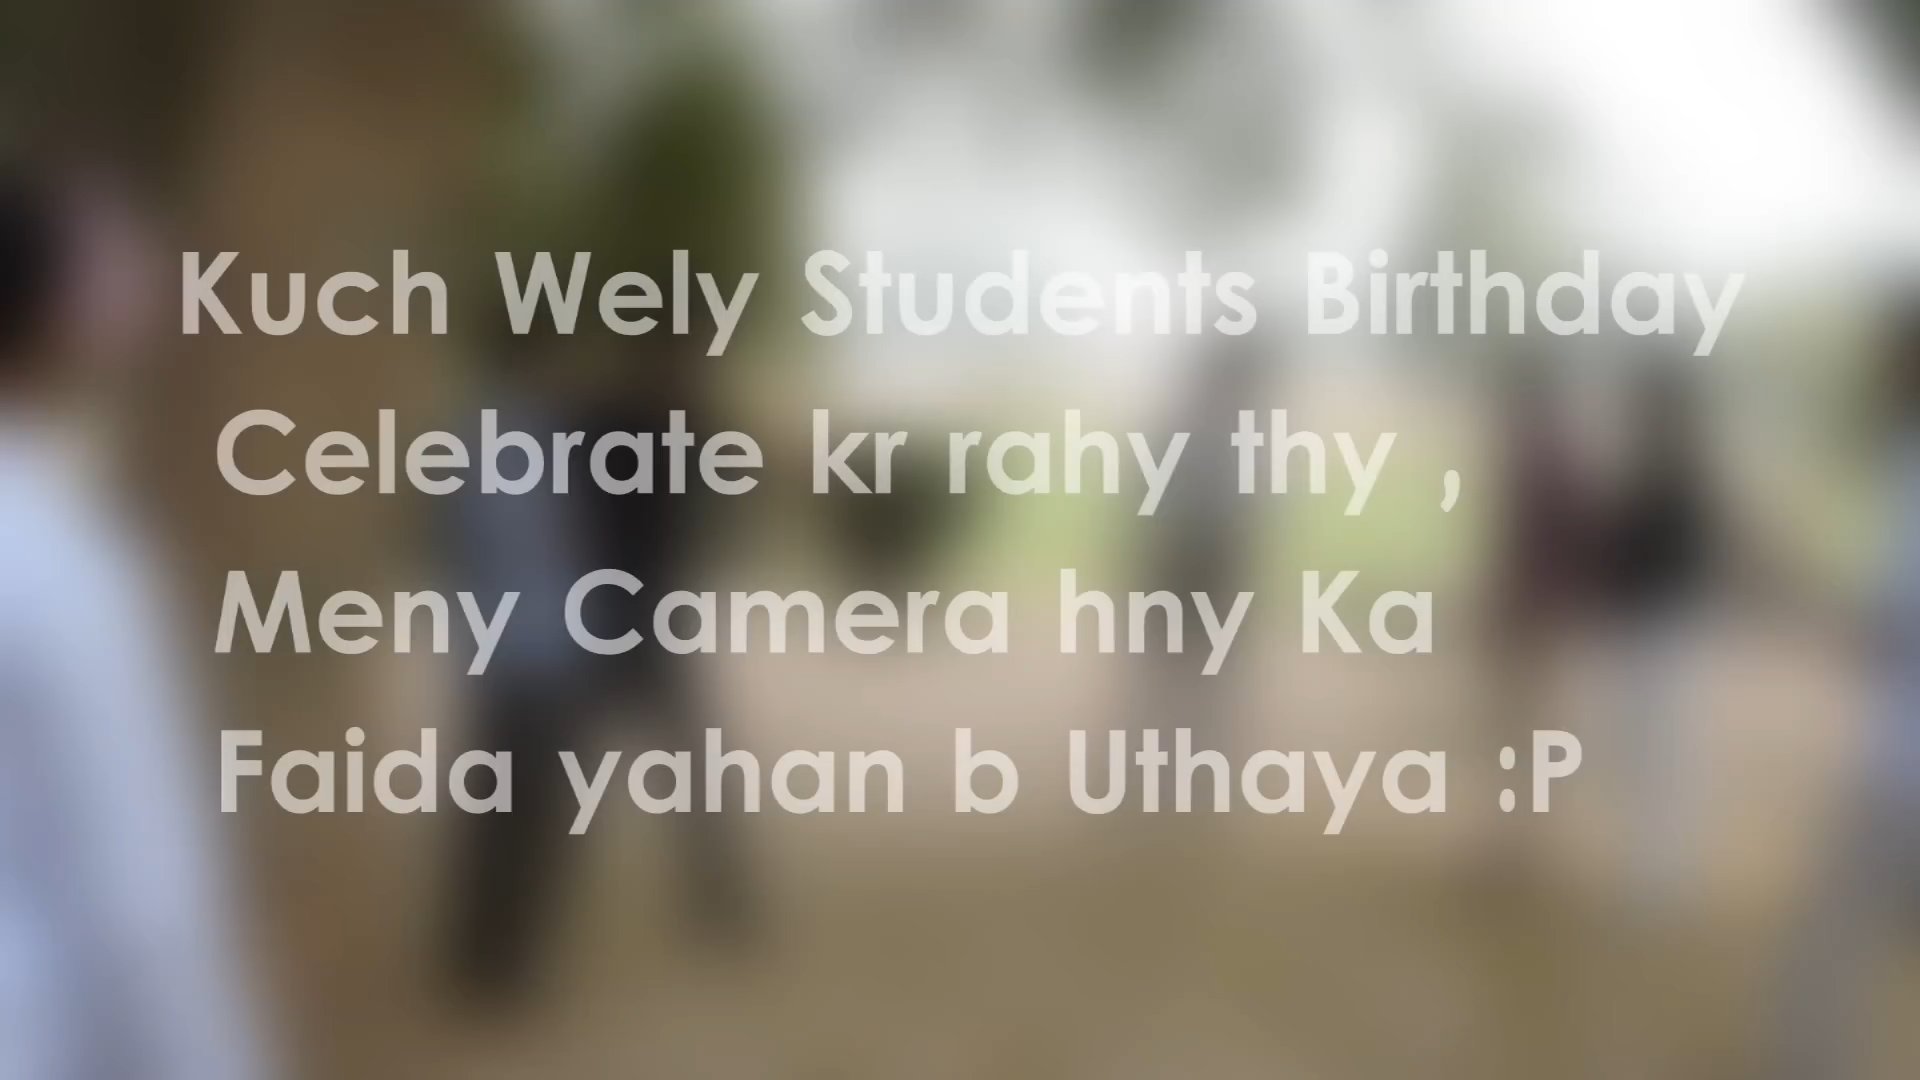 Kuch Wely Students Birthday
Celebrate kr rahy thy ,
Meny Camera hny Ka
Faida yahan b Uthaya :P